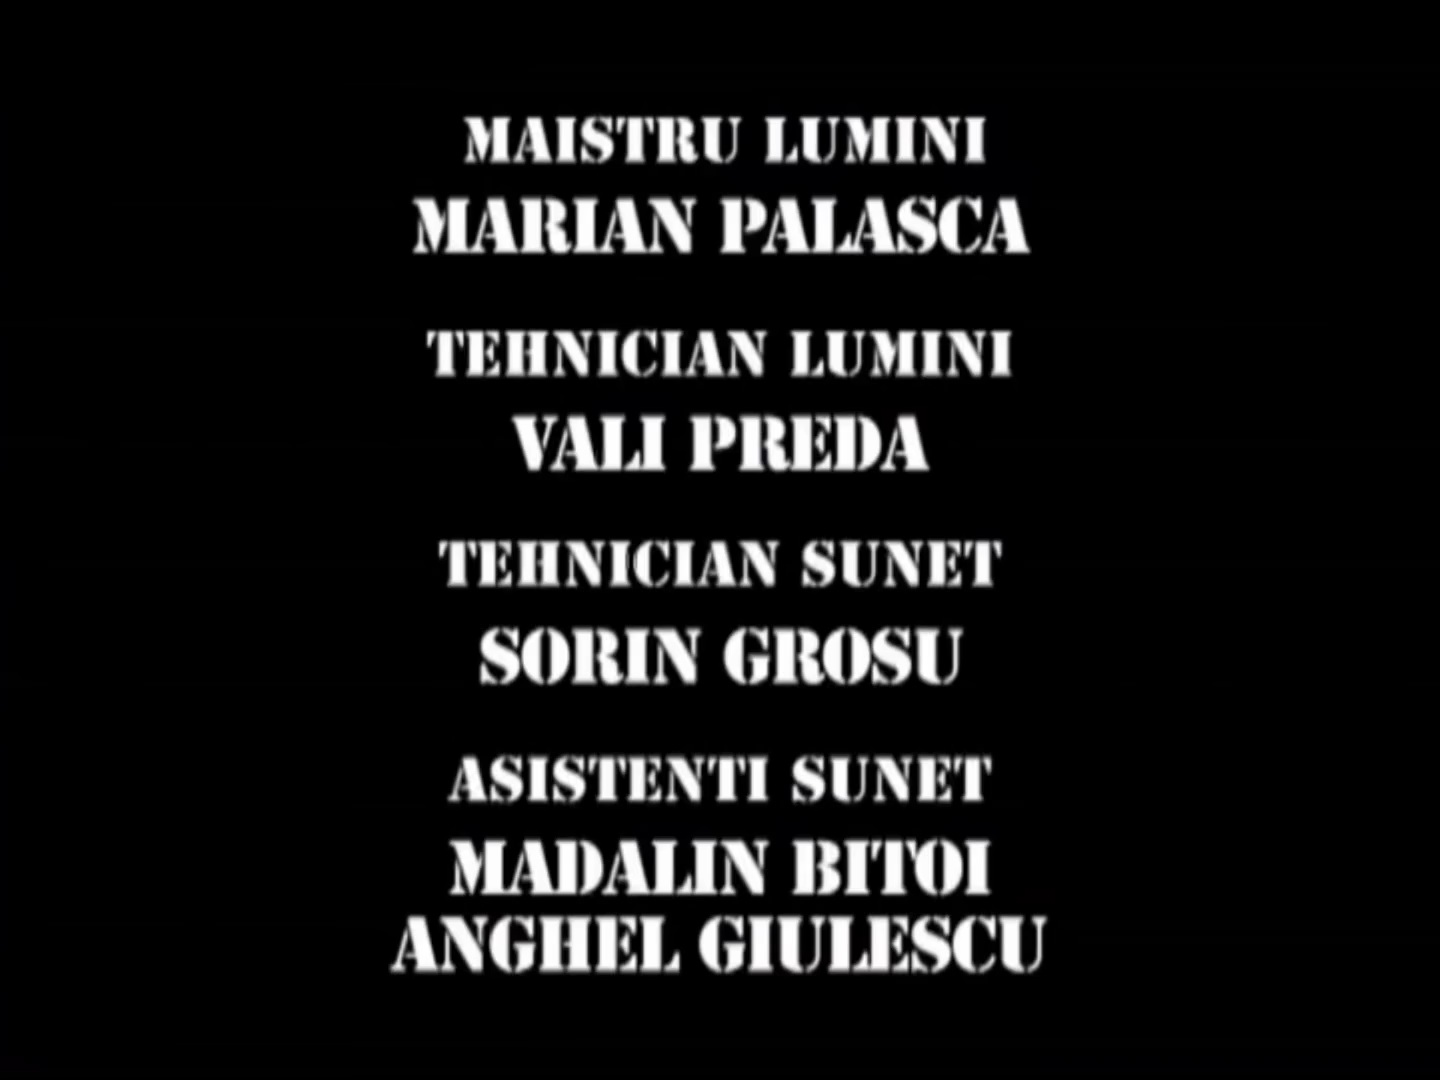 MAISTRU LUMINI
MARIAN PALASCA
TEHNICIAN LUMINI
VALI PREDA
TEHNICIAN SUNET
SORIN GROSU
ASISTENTI SUNET
MADALIN BITOI
ANGHEL GIULESCU